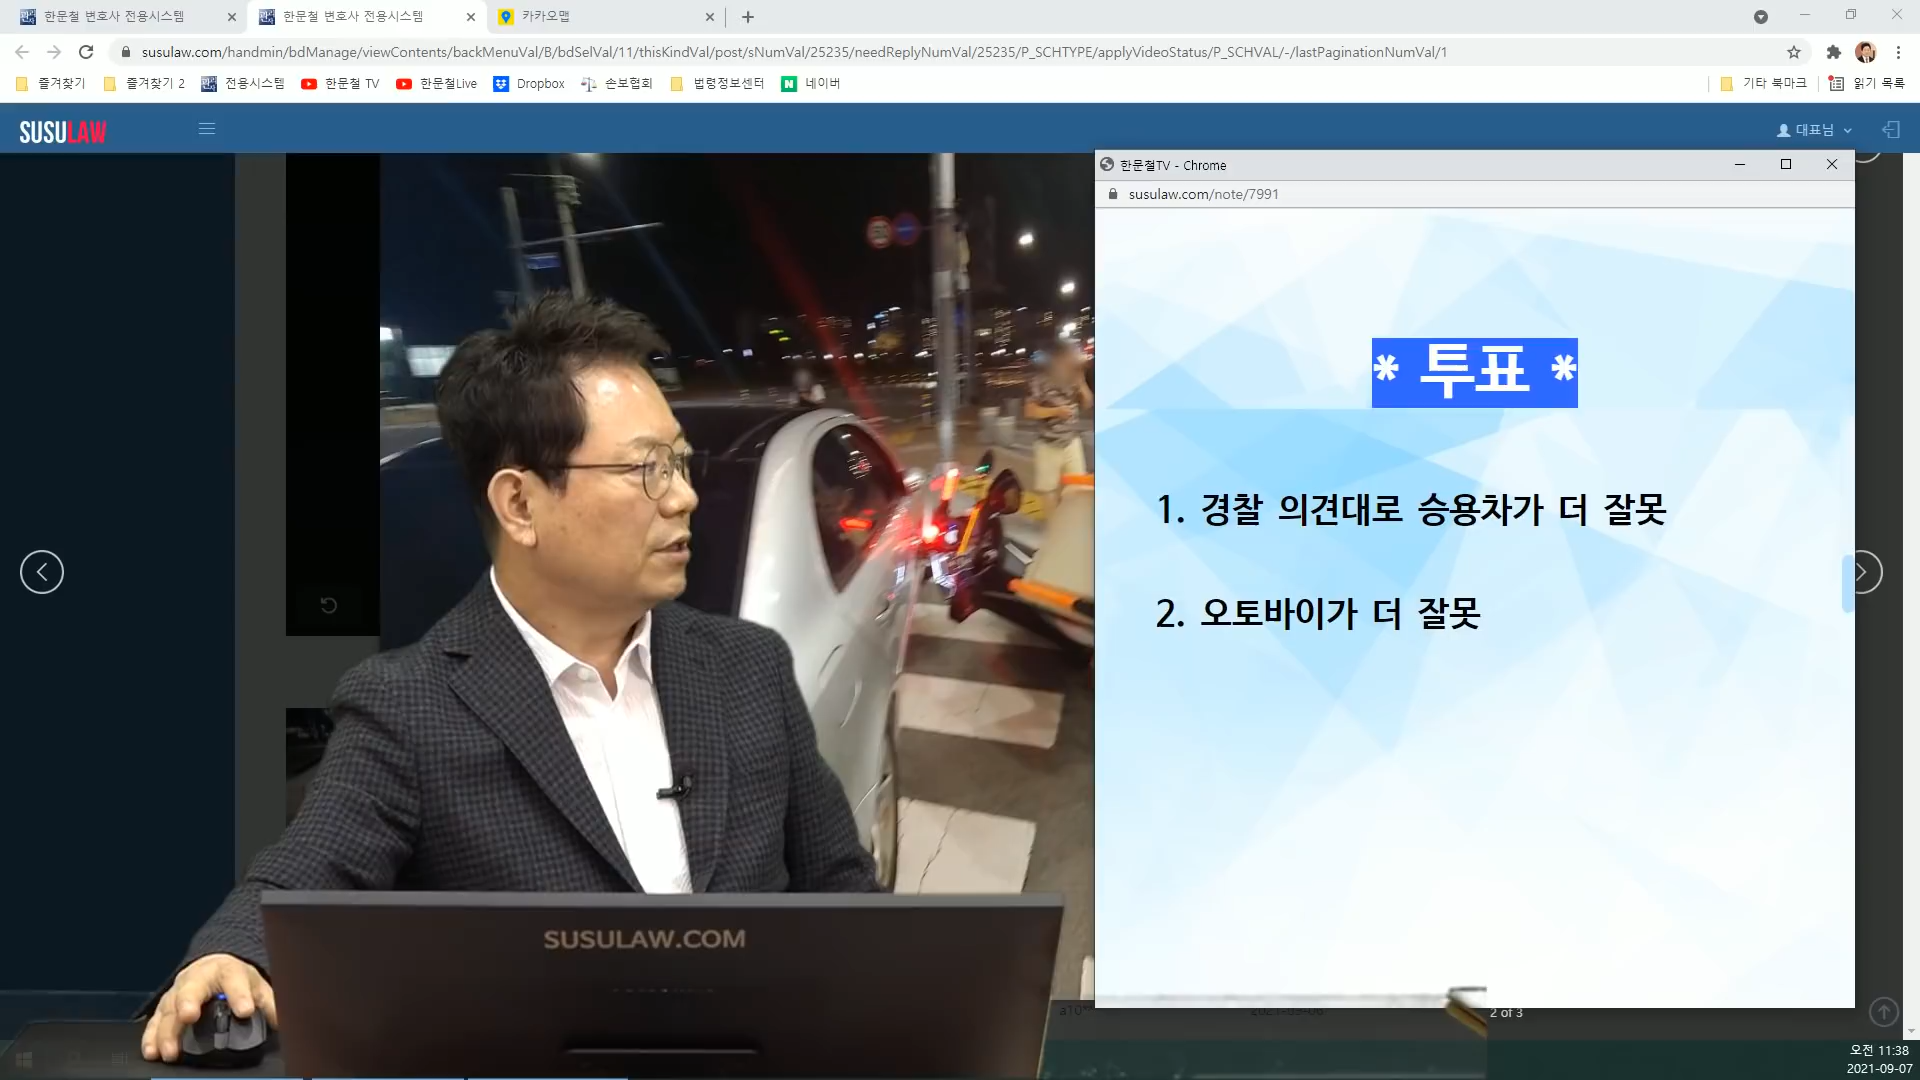 한문철 변호사 전용시스템
한문철 변호사 전용시스템
카카오맵
susulaw.com/handmin/bdManage/viewContents/backMenuVal/B/bdSelVal/11/thisKindVal/post/sNumVal/25235/needReplyNumVal/25235/P_SCHTYPE/applyVideoStatus/P_SCHVAL/-/lastPaginationNumVal/1
즐겨찾기
즐겨찾기 2
전용시스템
한문철 TV
한문철Live
Dropbox
손보협회
법령정보센터
네이버
기타 북마크
읽기 목록
SUSULAW
대표님
한문철TV - Chrome
susulaw.com/note/7991
* 투표 *
1. 경찰 의견대로 승용차가 더 잘못
2. 오토바이가 더 잘못
SUSULAW.COM
2 of 3
오전 11:38
2021-09-07